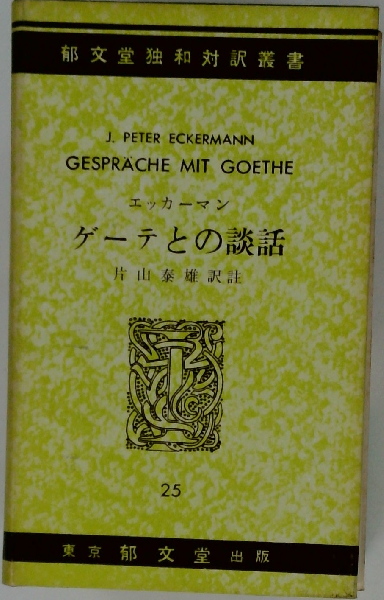 郁文堂独和対訳叢書
J. PETER ECKERMANN
GESPRÄCHE MIT GOETHE
エッカーマン
ゲーテとの談話
片山泰雄訳註
25
東京 郁文堂 出版